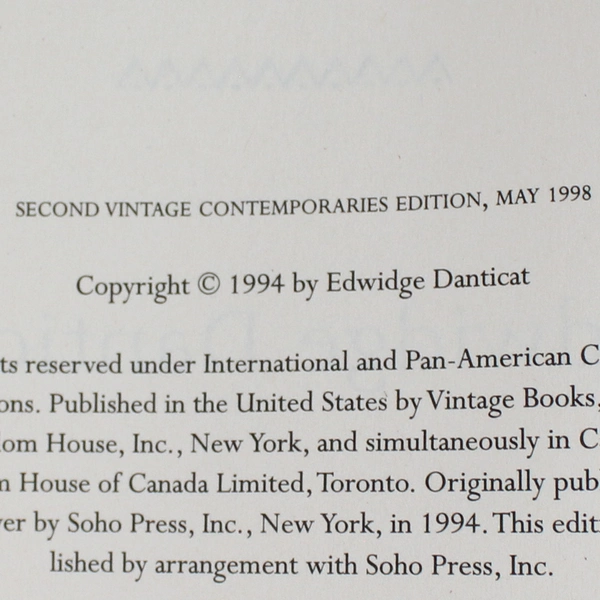 SECOND VINTAGE CONTEMPORARIES EDITION, MAY 1998
Copyright © 1994 by Edwidge Danticat
ts reserved under International and Pan-American C
ons. Published in the United States by Vintage Books,
dom House, Inc., New York, and simultaneously in C
m House of Canada Limited, Toronto. Originally publ
ver by Soho Press, Inc., New York, in 1994. This editi
lished by arrangement with Soho Press, Inc.